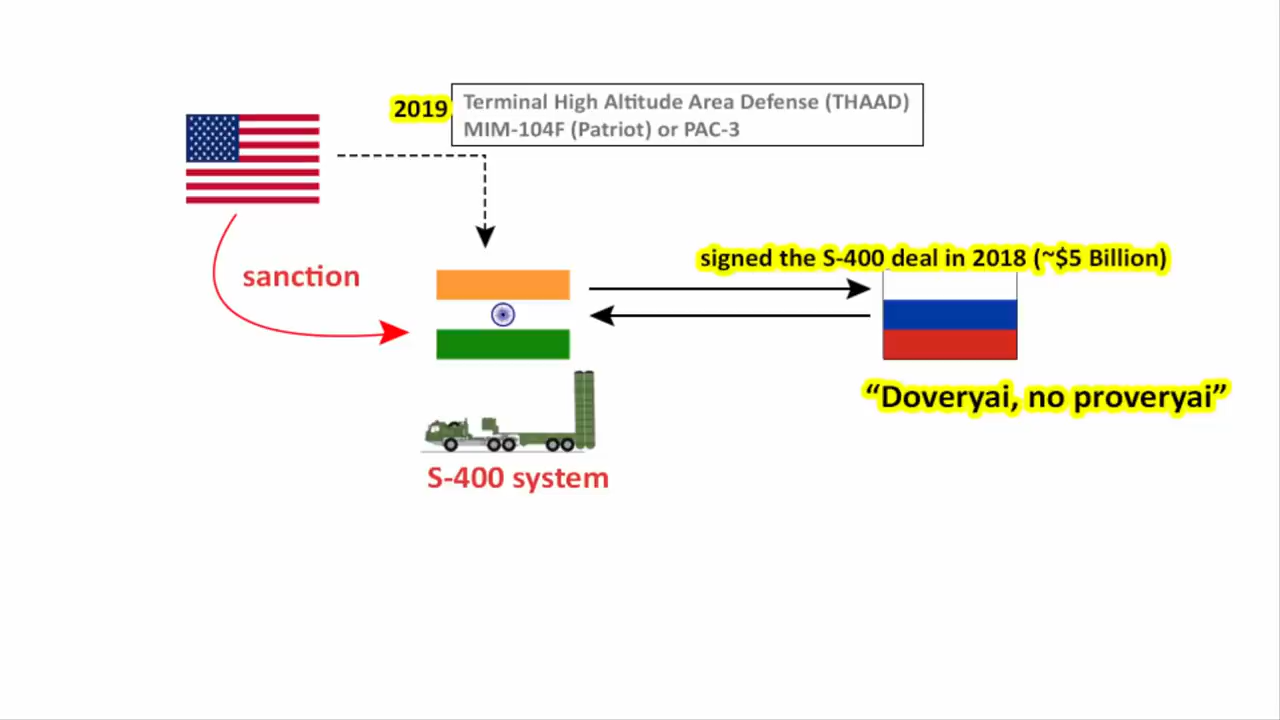 2019
Terminal High Altitude Area Defense (THAAD)
MIM-104F (Patriot) or PAC-3
signed the S-400 deal in 2018 (~$5 Billion)
sanction
“Doveryai, no proveryai”
S-400 system